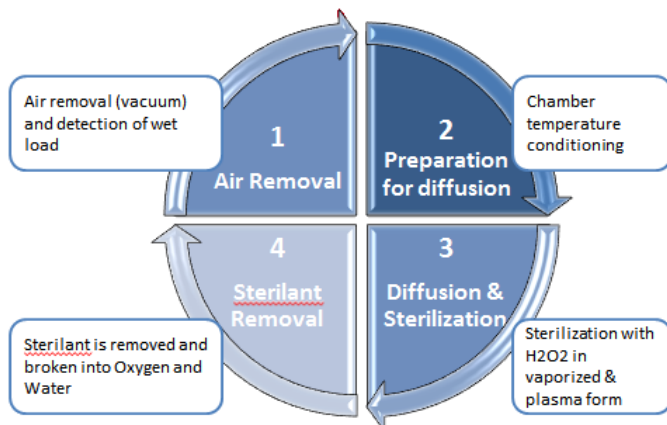 Air removal (vacuum)
and detection of wet
load
1
Air Removal
2
Preparation
for diffusion
Chamber
temperature
conditioning
4
Sterilant
Removal
3
Diffusion &
Sterilization
Sterilant is removed and
broken into Oxygen and
Water
Sterilization with
H2O2 in
vaporized &
plasma form